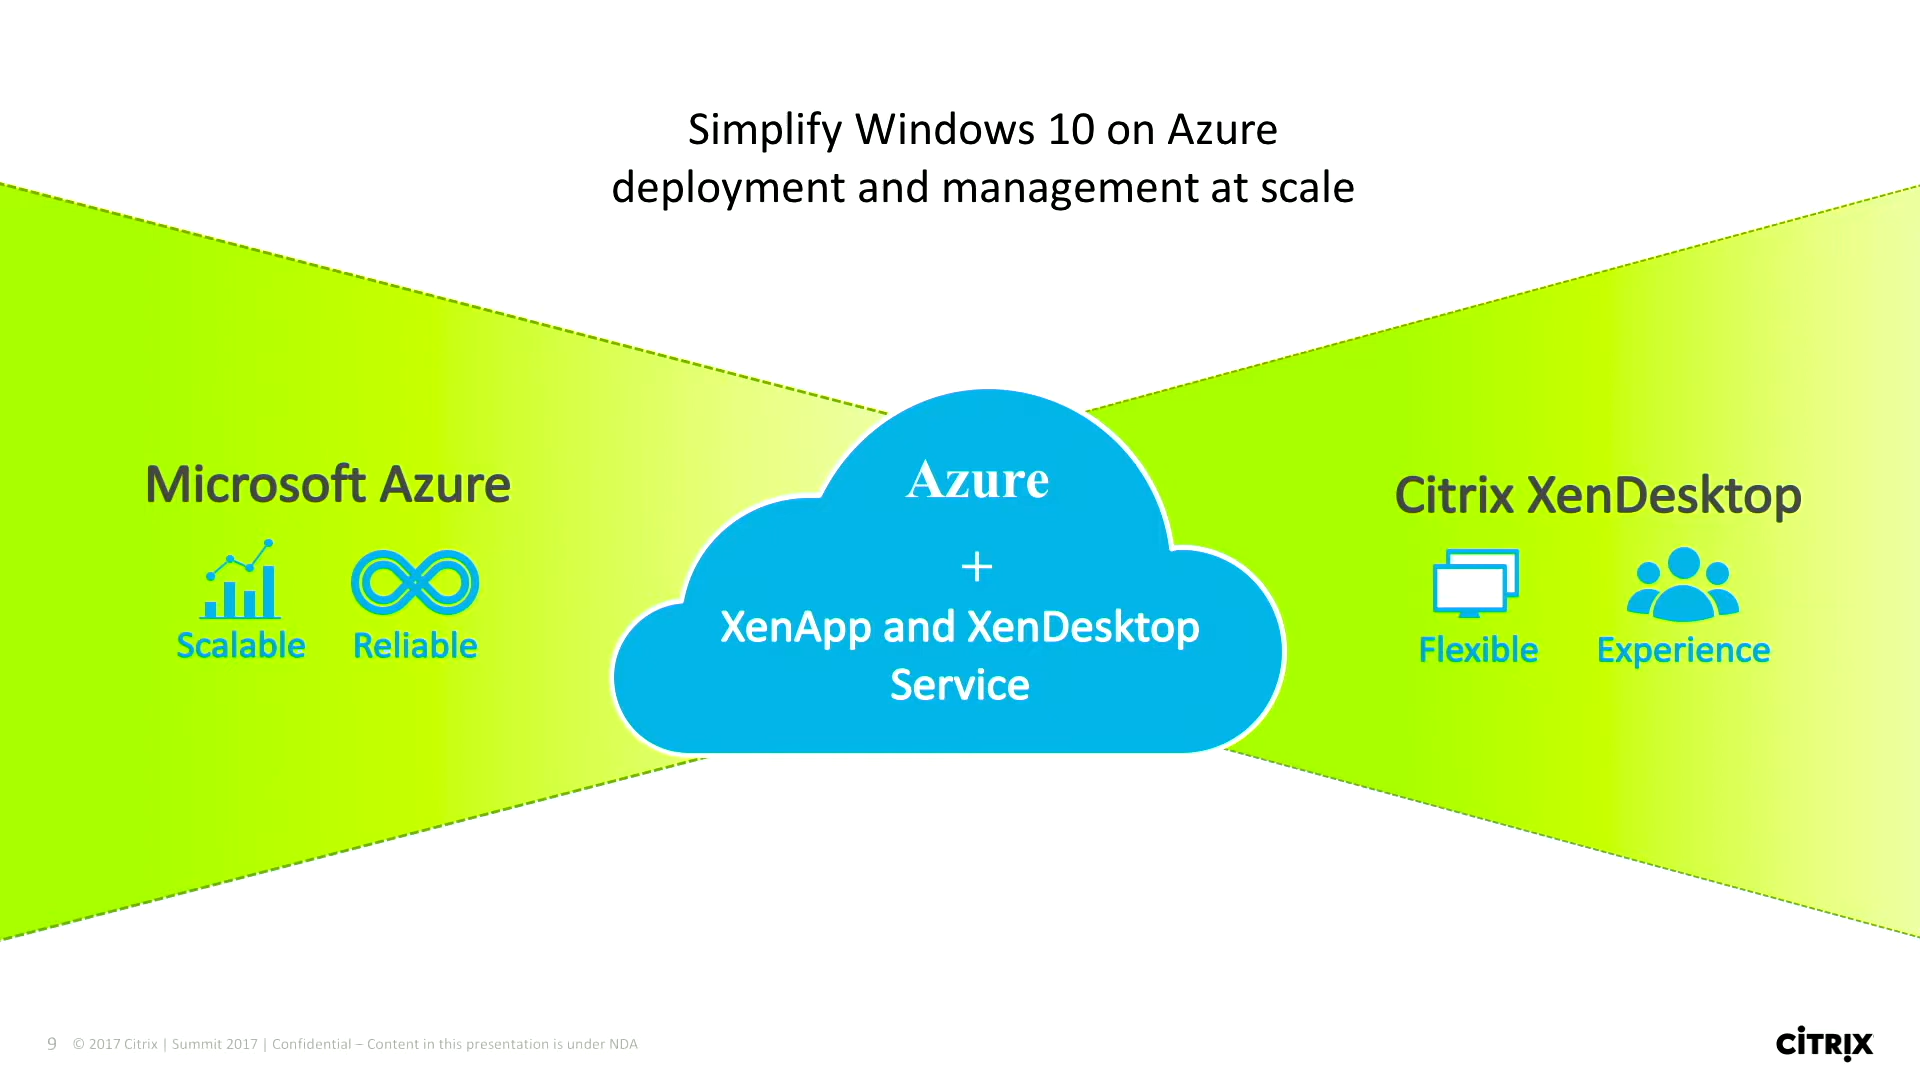 Simplify Windows 10 on Azure
deployment and management at scale
Microsoft Azure
Scalable
Reliable
Azure
+
XenApp and XenDesktop
Service
Citrix XenDesktop
Flexible
Experience
9 © 2017 Citrix | Summit 2017 | Confidential – Content in this presentation is under NDA
CITRIX